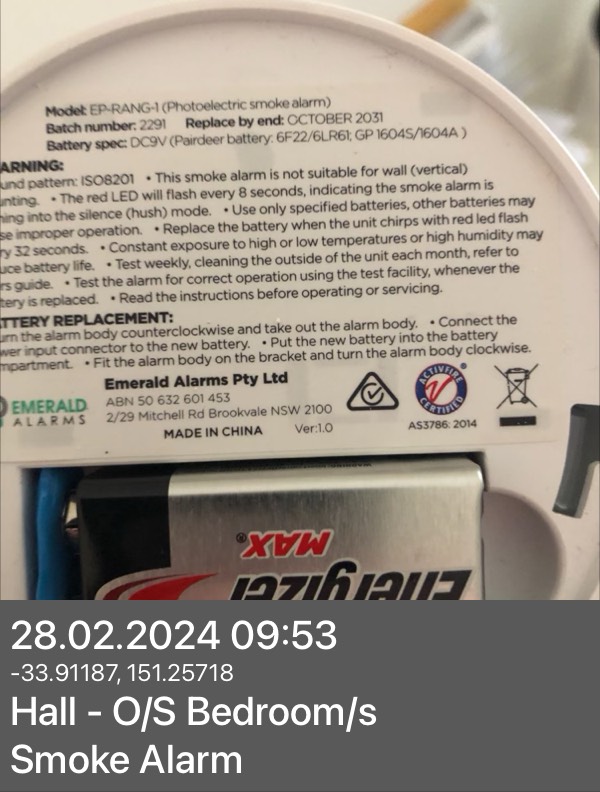 Model: EP-RANG-1 (Photoelectric smoke alarm)
Batch number: 2291 Replace by end: OCTOBER 2031
Battery spec: DC9V (Pairdeer battery: 6F22/6LR61; GP 1604S/1604A )
ARNING:
und pattern: ISO8201 • This smoke alarm is not suitable for wall (vertical)
unting. • The red LED will flash every 8 seconds, indicating the smoke alarm is
ning into the silence (hush) mode. • Use only specified batteries, other batteries may
se improper operation. • Replace the battery when the unit chirps with red led flash
ry 32 seconds. • Constant exposure to high or low temperatures or high humidity may
uce battery life. • Test weekly, cleaning the outside of the unit each month, refer to
rs guide. • Test the alarm for correct operation using the test facility, whenever the
tery is replaced. • Read the instructions before operating or servicing.
TTERY REPLACEMENT:
urn the alarm body counterclockwise and take out the alarm body. • Connect the
wer input connector to the new battery. • Put the new battery into the battery
mpartment. • Fit the alarm body on the bracket and turn the alarm body clockwise.
Emerald Alarms Pty Ltd
ABN 50 632 601 453
2/29 Mitchell Rd Brookvale NSW 2100
MADE IN CHINA Ver:1.0
EMERALD
ALARMS
ACTIVFIRE
CERTIFIED
AS3786: 2014
MAX®
Energizer
28.02.2024 09:53
-33.91187, 151.25718
Hall - O/S Bedroom/s
Smoke Alarm